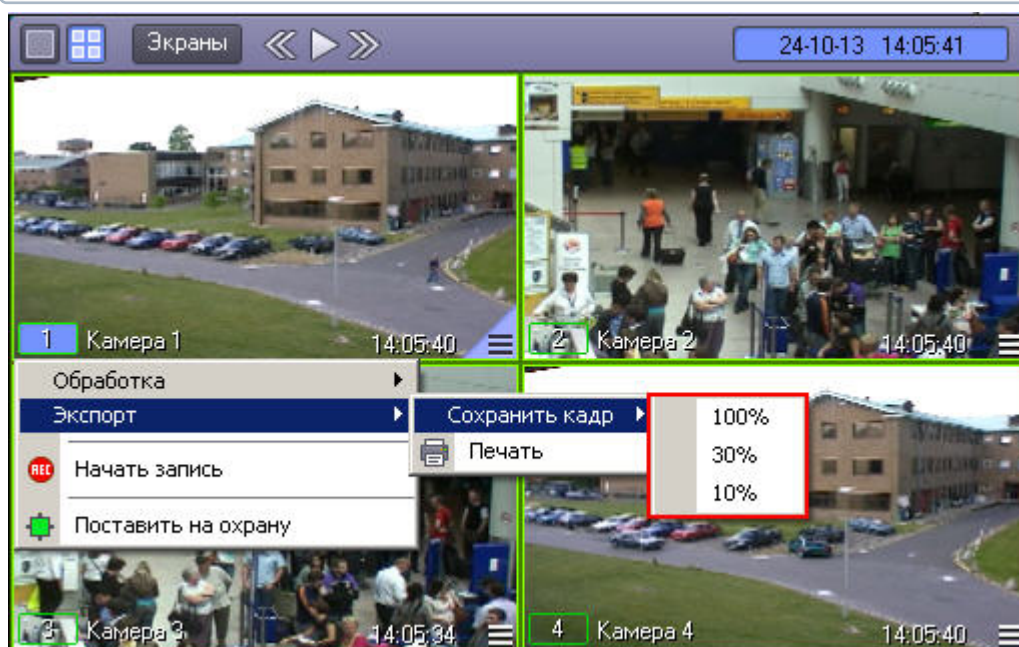 Экраны
24-10-13 14:05:41
1 Камера 1 14:05:40
2 Камера 2 14:05:40
Обработка
Экспорт
REC Начать запись
Поставить на охрану
Сохранить кадр
Печать
100%
30%
10%
3 Камера 3 14:05:34
4 Камера 4 14:05:40